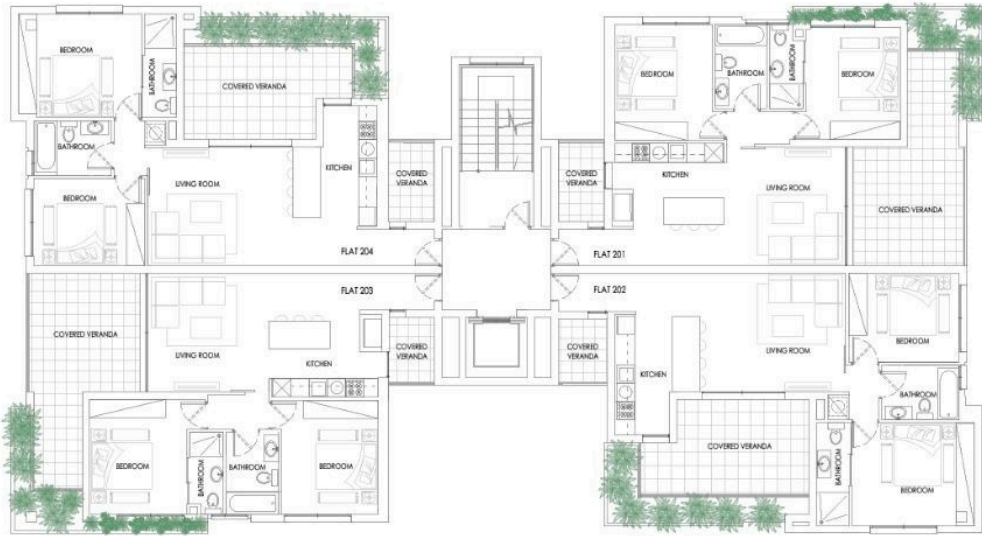 BEDROOM
BATHROOM
COVERED VERANDA
BATHROOM
BEDROOM
LIVING ROOM
KITCHEN
COVERED
VERANDA
FLAT 204
BEDROOM
BATHROOM
BATHROOM
BEDROOM
COVERED
VERANDA
KITCHEN
LIVING ROOM
COVERED VERANDA
FLAT 201
FLAT 203
COVERED VERANDA
LIVING ROOM
KITCHEN
COVERED
VERANDA
BEDROOM
BATHROOM
BATHROOM
BEDROOM
FLAT 202
COVERED
VERANDA
KITCHEN
LIVING ROOM
BEDROOM
BATHROOM
COVERED VERANDA
BATHROOM
BEDROOM